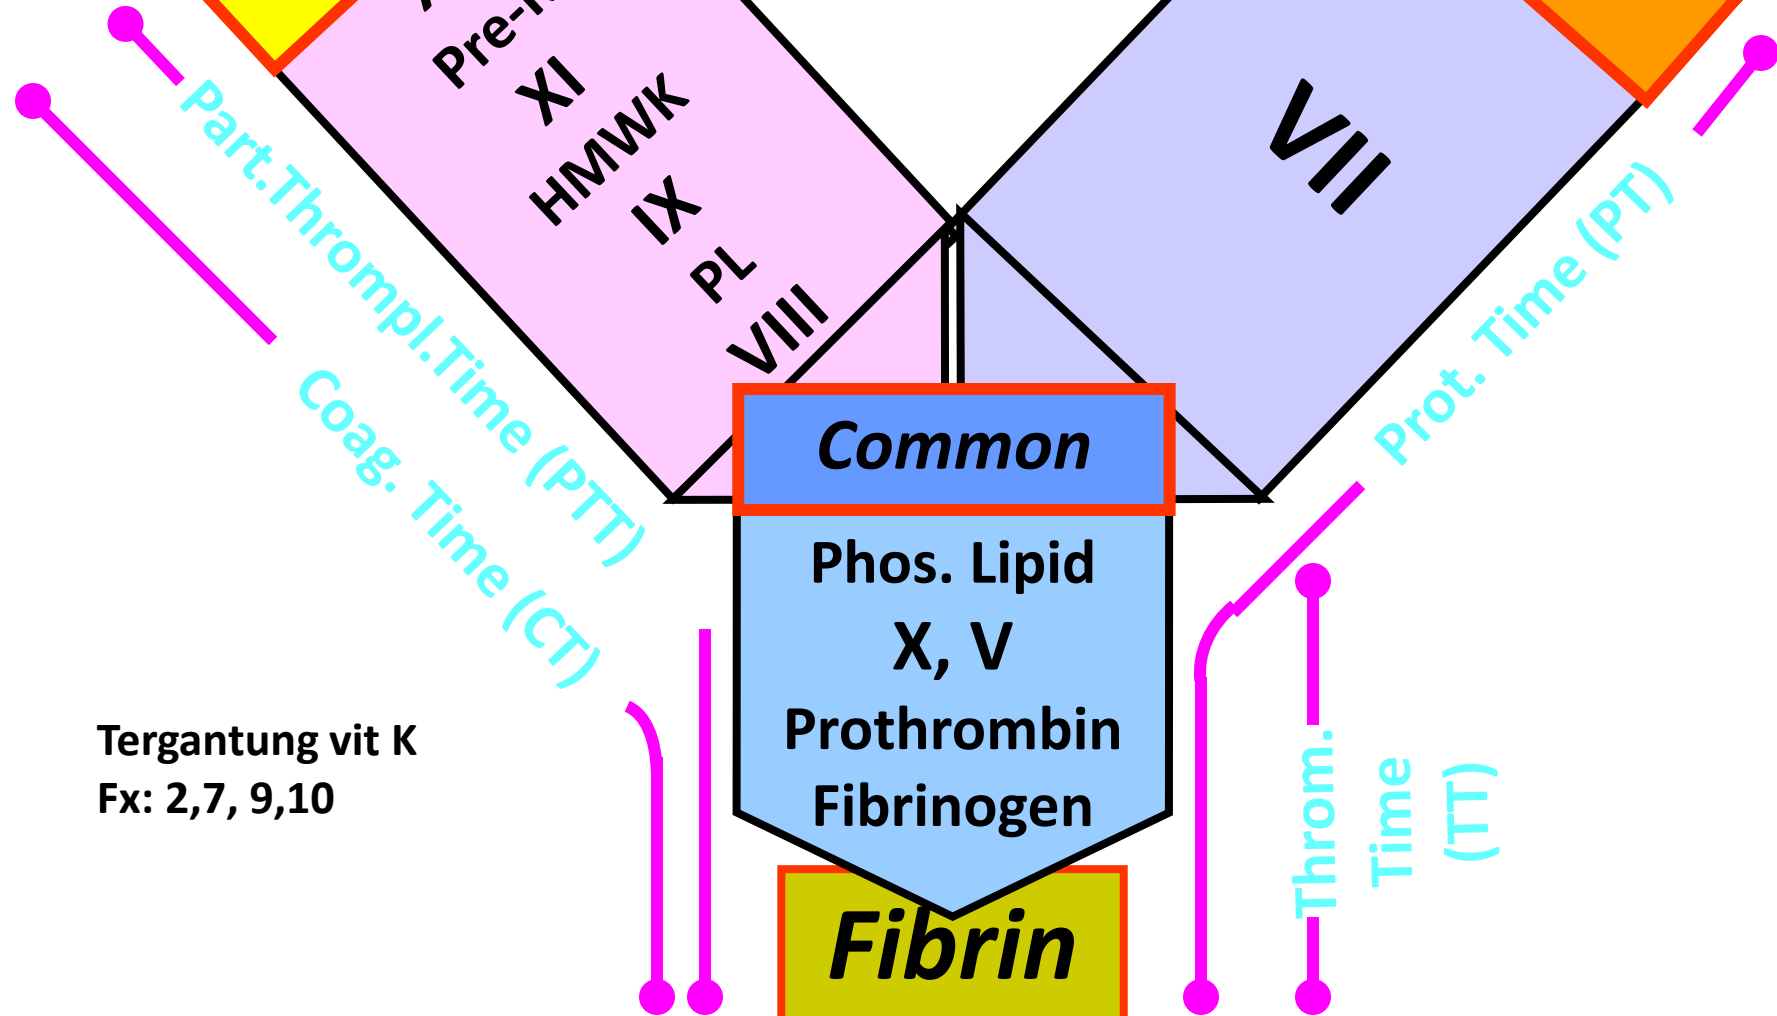 Pre-
XI
HMWK
IX
PL
VIII
VII
Part.Thrompl.Time (PTT)
Coag. Time (CT)
Prot. Time (PT)
Common
Phos. Lipid
X, V
Prothrombin
Fibrinogen
Fibrin
Throm.
Time
(TT)
Tergantung vit K
Fx: 2,7, 9,10